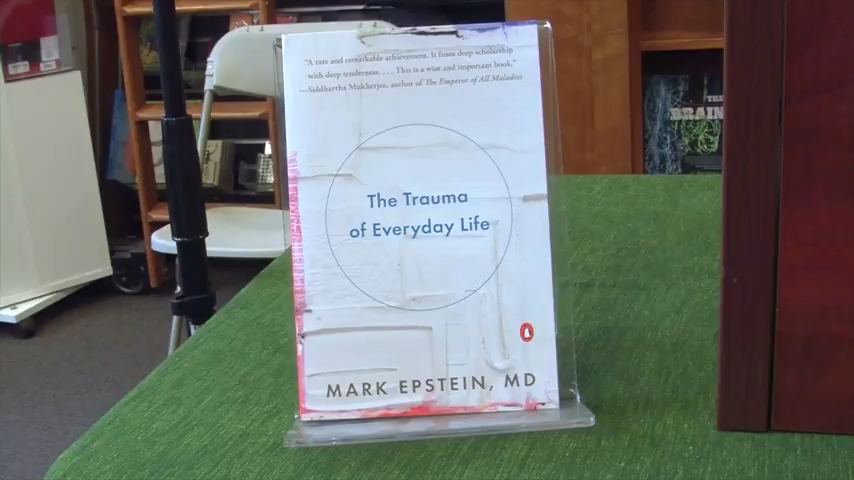 "A rare and remarkable achievement. It fuses deep scholarship
with deep tenderness. . . . This is a wise and important book."
—Siddhartha Mukherjee, author of The Emperor of All Maladies
The Trauma
of Everyday Life
MARK EPSTEIN, MD
THE
BRAIN